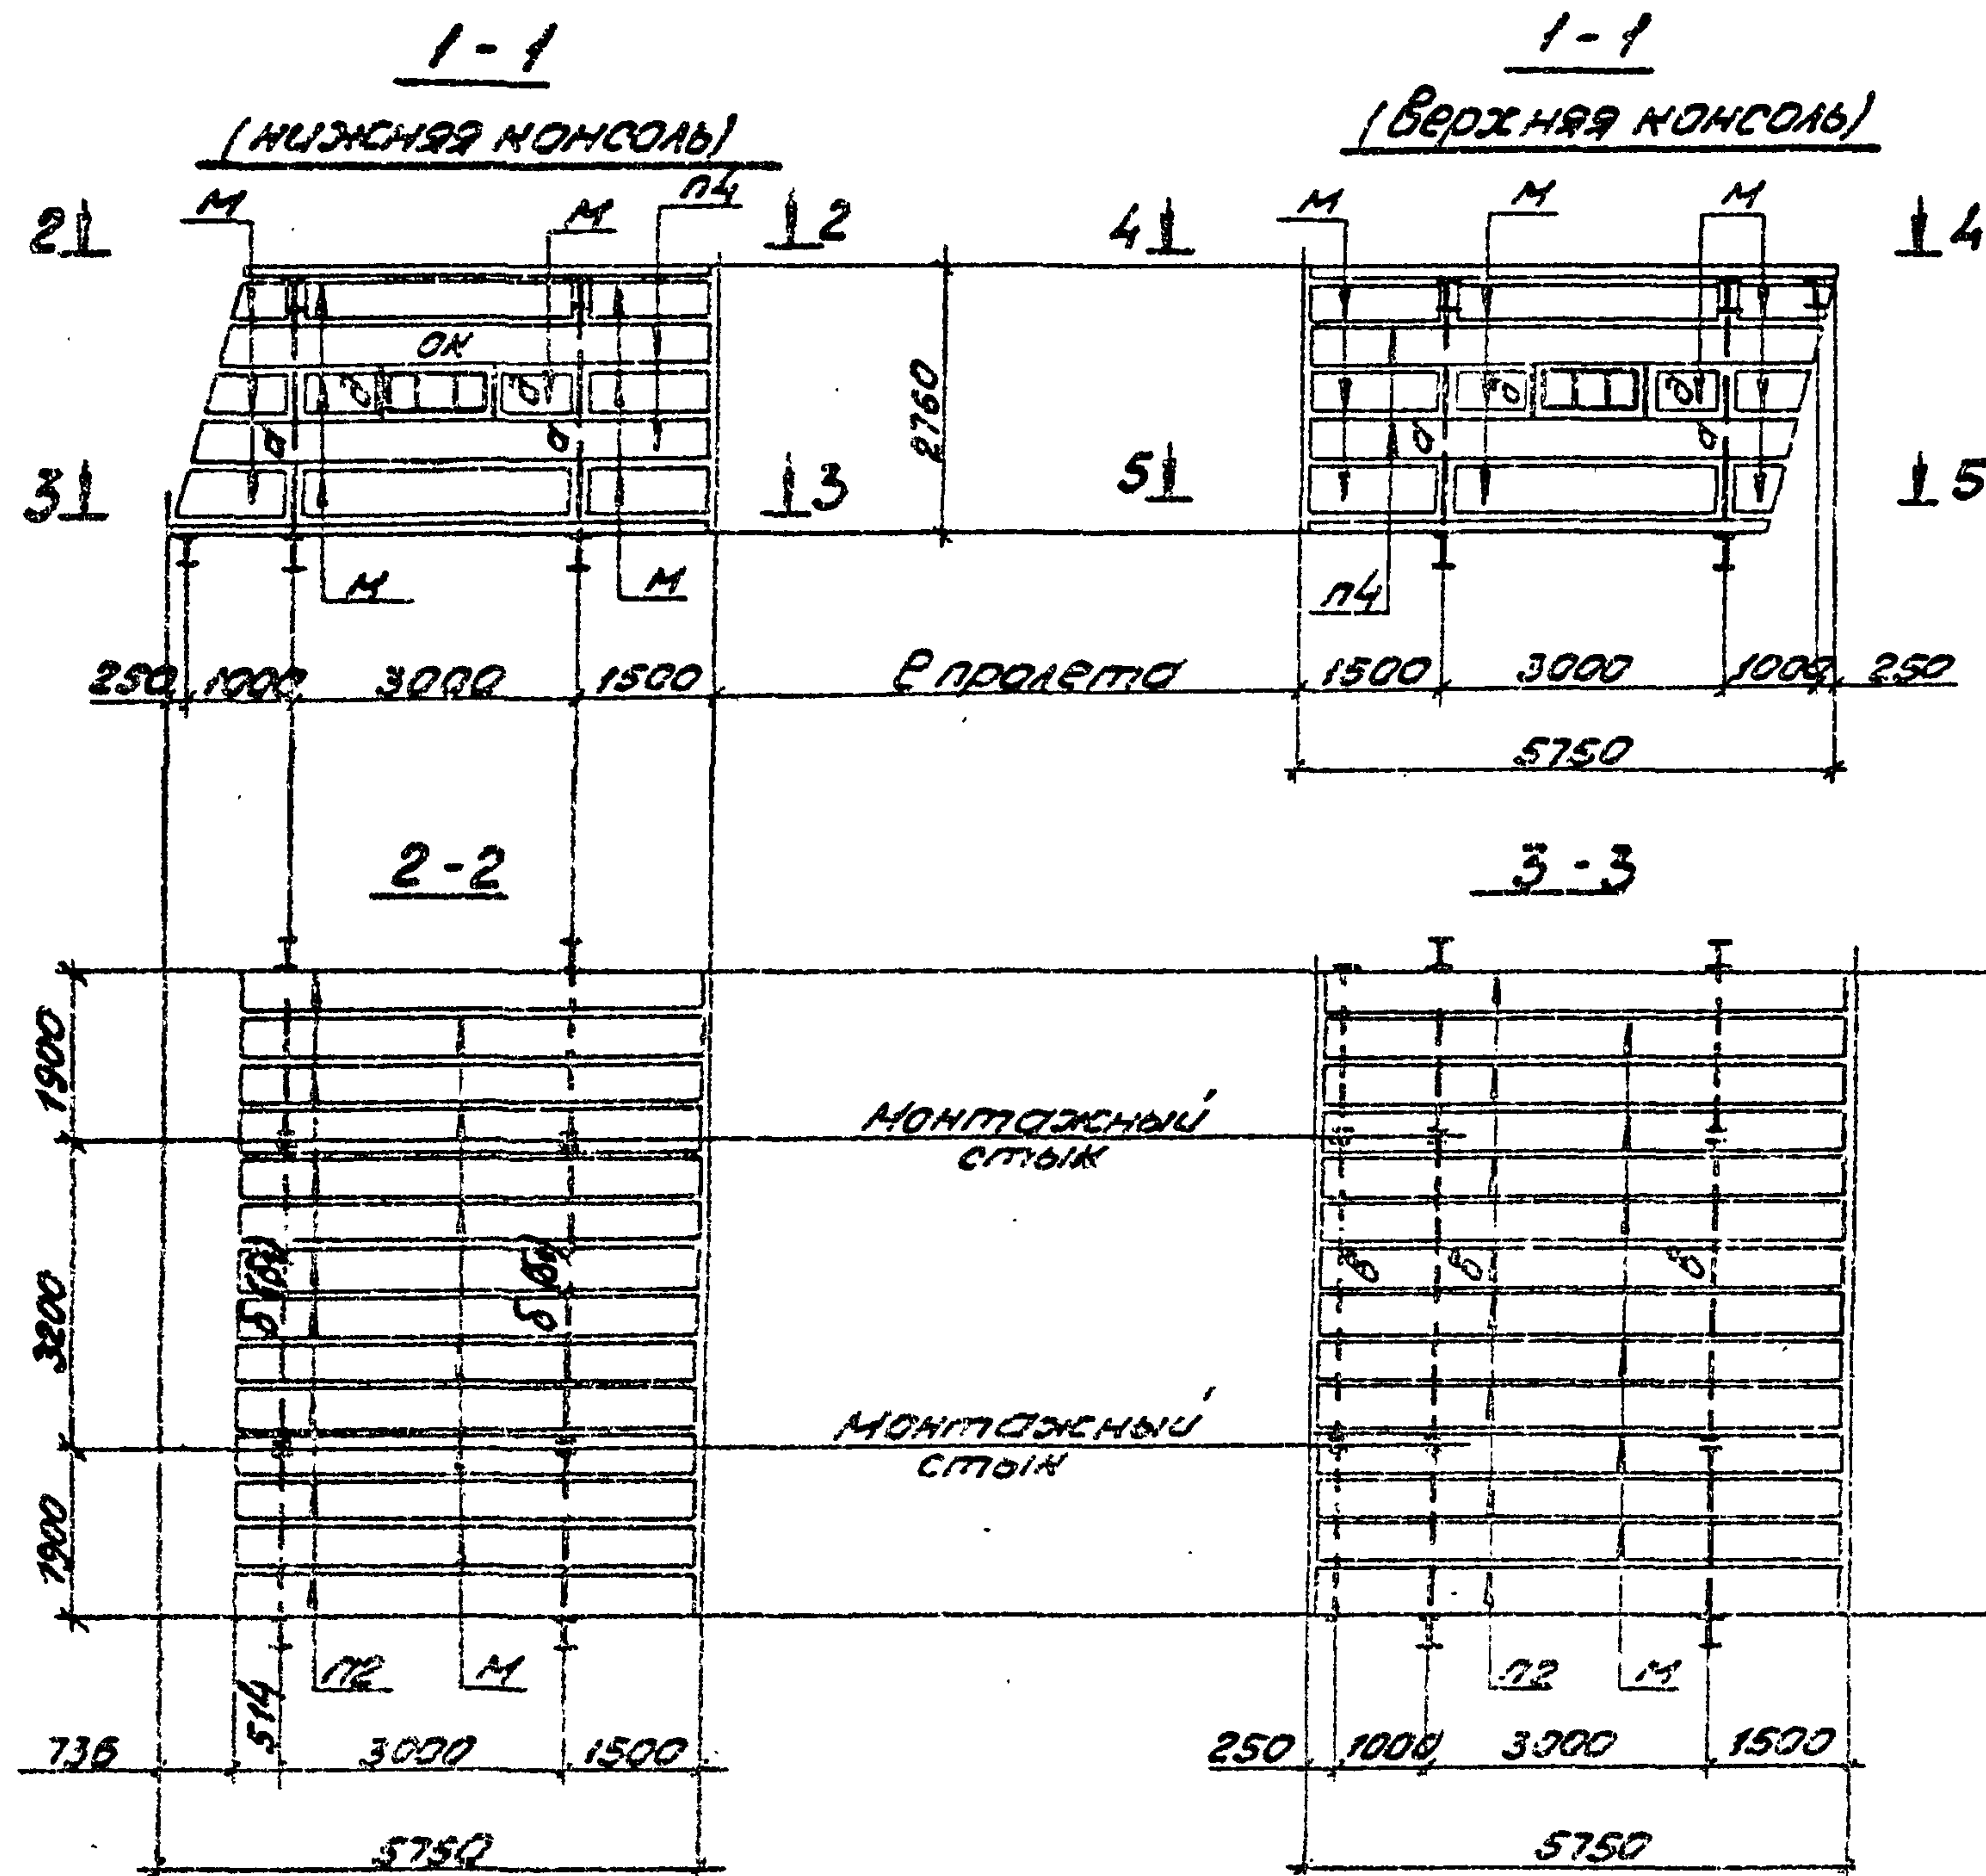 1-1
(нижняя консоль)
1-1
(верхняя консоль)
2 2
М
М
п4
4 4
М
М
М
ок
б
б
а
а
б
б
а
а
2760
3 3
5 5
М
М
п4
250 1000 3000 1500
ℓ пролета
1500 3000 1000 250
5750
2-2
3-3
1900
3200
1900
Монтажный
стык
Монтажный
стык
б
б
б
б
п2
М
п2
М
736 514 3000 1500
250 1000 3000 1500
5750
5750